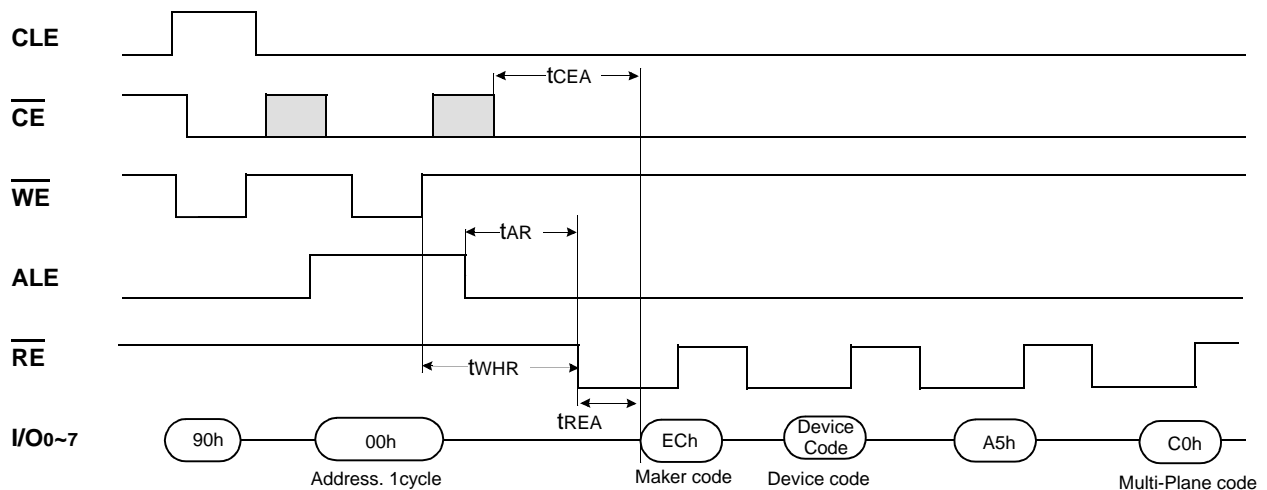 CLE
tCEA
CE
WE
tAR
ALE
RE
tWHR
tREA
I/O0~7
90h
00h
ECh
Device
Code
A5h
C0h
Address. 1cycle
Maker code
Device code
Multi-Plane code